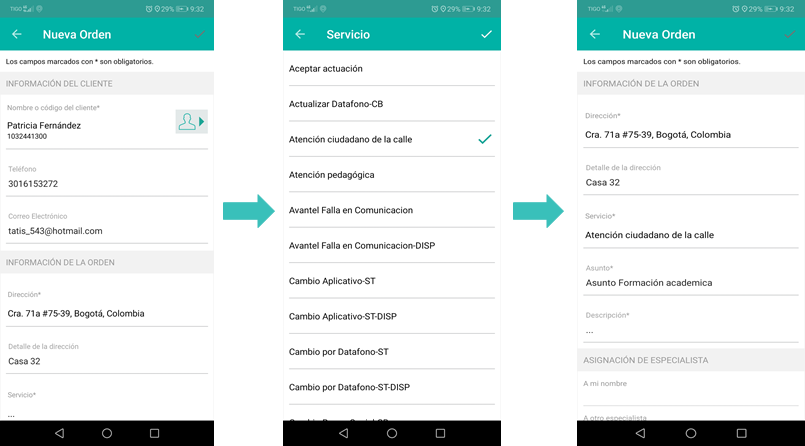 TIGO 29% 9:32
Nueva Orden
Los campos marcados con * son obligatorios.
INFORMACIÓN DEL CLIENTE
Nombre o código del cliente*
Patricia Fernández
1032441300
Teléfono
3016153272
Correo Electrónico
tatis_543@hotmail.com
INFORMACIÓN DE LA ORDEN
Dirección*
Cra. 71a #75-39, Bogotá, Colombia
Detalle de la dirección
Casa 32
Servicio*
...
TIGO 29% 9:32
Servicio
Aceptar actuación
Actualizar Datafono-CB
Atención ciudadano de la calle
Atención pedagógica
Avantel Falla en Comunicacion
Avantel Falla en Comunicacion-DISP
Cambio Aplicativo-ST
Cambio Aplicativo-ST-DISP
Cambio por Datafono-ST
Cambio por Datafono-ST-DISP
TIGO 29% 9:32
Nueva Orden
Los campos marcados con * son obligatorios.
INFORMACIÓN DE LA ORDEN
Dirección*
Cra. 71a #75-39, Bogotá, Colombia
Detalle de la dirección
Casa 32
Servicio*
Atención ciudadano de la calle
Asunto*
Asunto Formación academica
Descripción*
...
ASIGNACIÓN DE ESPECIALISTA
A mi nombre
A otro especialista